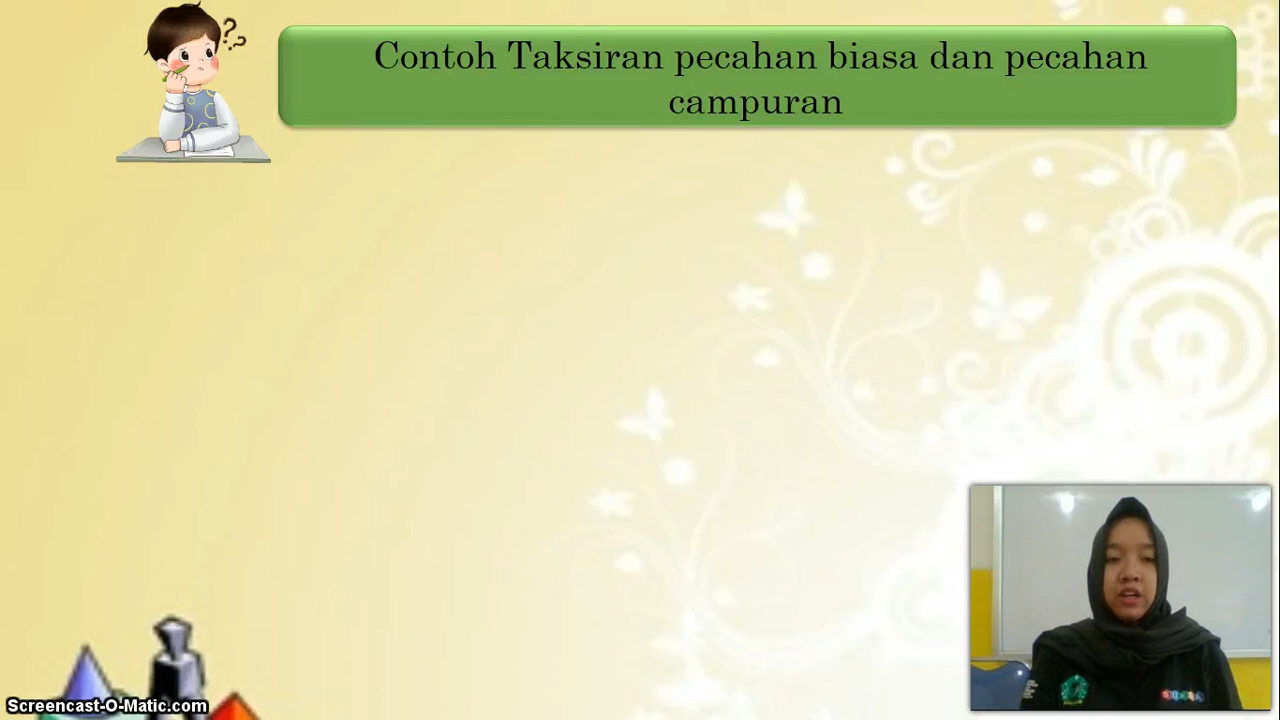 Contoh Taksiran pecahan biasa dan pecahan
campuran
Screencast-O-Matic.com